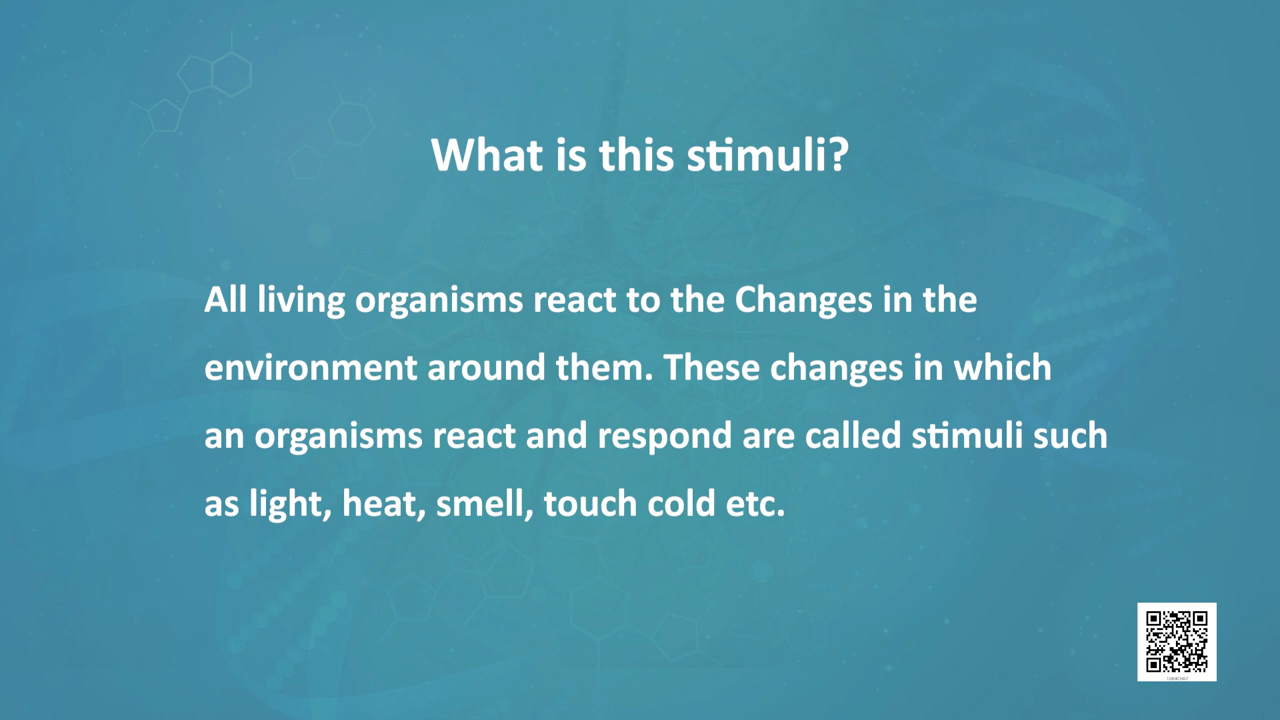 What is this stimuli?
All living organisms react to the Changes in the
environment around them. These changes in which
an organisms react and respond are called stimuli such
as light, heat, smell, touch cold etc.